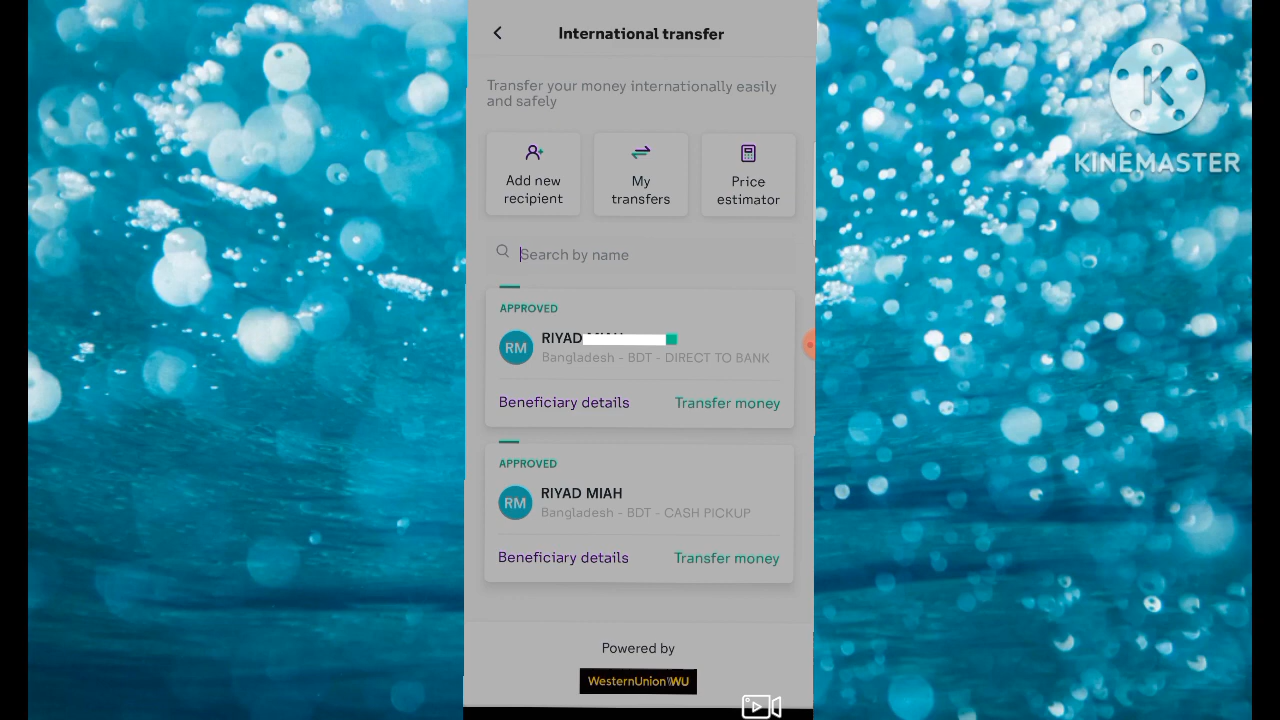 International transfer
Transfer your money internationally easily
and safely
Add new
recipient
My
transfers
Price
estimator
Search by name
APPROVED
RM
RIYAD
Bangladesh - BDT - DIRECT TO BANK
Beneficiary details
Transfer money
APPROVED
RM
RIYAD MIAH
Bangladesh - BDT - CASH PICKUP
Beneficiary details
Transfer money
Powered by
WesternUnion WU
K
KINEMASTER